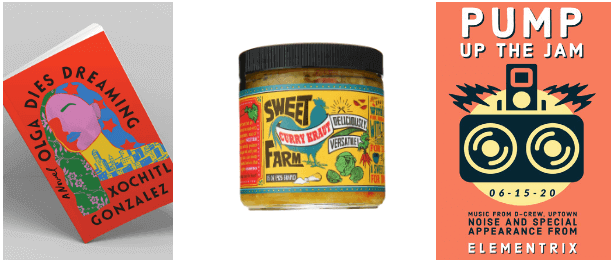 OLGA DIES DREAMING
A Novel
XOCHITL
GONZALEZ
SWEET
CURRY KRAUT
FARM
DELICIOUSLY
VERSATILE
PUMP
UP THE JAM
06-15-20
MUSIC FROM D-CREW, UPTOWN
NOISE AND SPECIAL
APPEARANCE FROM
ELEMENTRIX